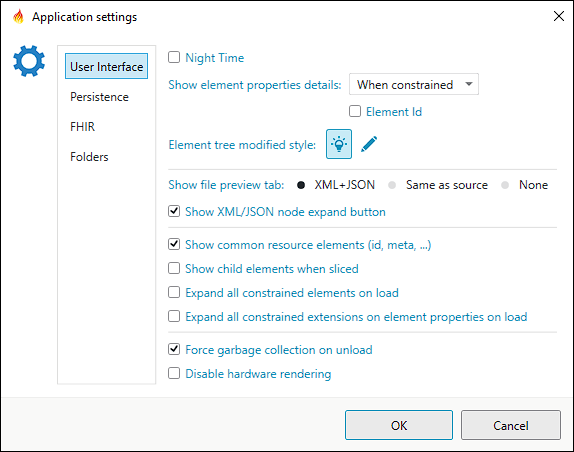 Application settings
User Interface
Persistence
FHIR
Folders
Night Time
Show element properties details: When constrained
Element Id
Element tree modified style:
Show file preview tab: XML+JSON Same as source None
Show XML/JSON node expand button
Show common resource elements (id, meta, ...)
Show child elements when sliced
Expand all constrained elements on load
Expand all constrained extensions on element properties on load
Force garbage collection on unload
Disable hardware rendering
OK Cancel